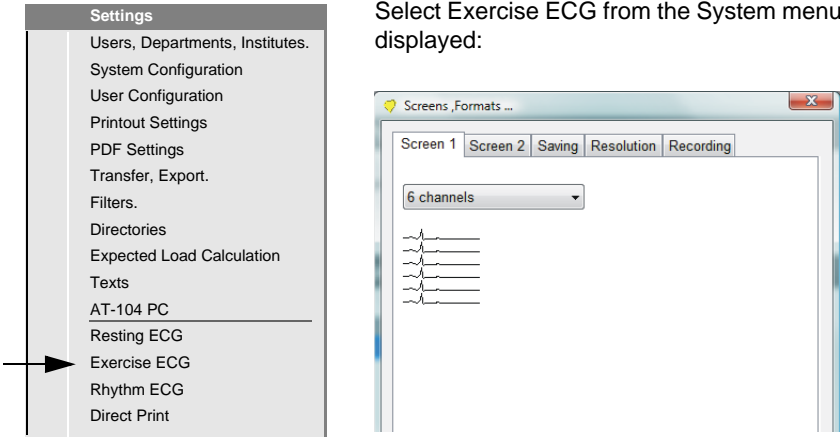 Settings
Users, Departments, Institutes.
System Configuration
User Configuration
Printout Settings
PDF Settings
Transfer, Export.
Filters.
Directories
Expected Load Calculation
Texts
AT-104 PC
Resting ECG
Exercise ECG
Rhythm ECG
Direct Print
Select Exercise ECG from the System menu
displayed:
Screens ,Formats ...
Screen 1 Screen 2 Saving Resolution Recording
6 channels